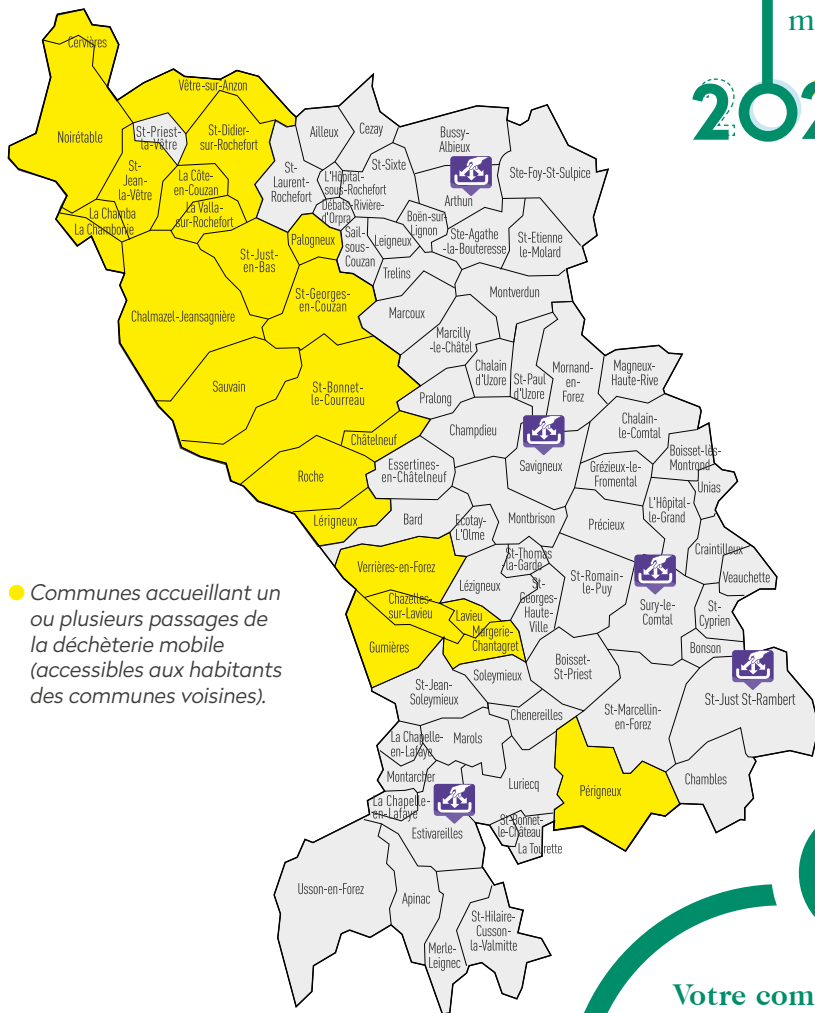 m
202
Cervières
Vêtre-sur-Anzon
Noirétable
St-Priest-
la-Vêtre
St-Didier-
sur-Rochefort
Ailleux
Cezay
Bussy-
Albieux
St-
Jean-
la-Vêtre
La Côte-
en-Couzan
St-
Laurent-
Rochefort
L'Hôpital-
sous-Rochefort
St-Sixte
Arthun
Ste-Foy-St-Sulpice
La Chamba
La Chambonie
La Valla-
sur-Rochefort
Débats-Rivière-
d'Orpra
Boën-sur-
Lignon
Ste-Agathe
-la-Bouteresse
St-Etienne
le-Molard
St-Just-
en-Bas
Palogneux
Sail-
sous-
Couzan
Leigneux
Trelins
St-Georges-
en-Couzan
Montverdun
Chalmazel-Jeansagnière
Marcoux
Marcilly
-le-Châtel
Sauvain
St-Bonnet-
le-Courreau
Pralong
Chalain
d'Uzore
St-Paul
d'Uzore
Mornand-
en-
Forez
Magneux-
Haute-Rive
Châtelneuf
Champdieu
Chalain-
le-Comtal
Roche
Essertines-
en-Châtelneuf
Savigneux
Grézieux-le-
Fromental
Boisset-lès-
Montrond
Unias
Lérigneux
Bard
Ecotay-
L'Olme
Montbrison
Précieux
L'Hôpital-
le-Grand
Craintilleux
Verrières-en-Forez
Lézigneux
St-Thomas
-la-Garde
St-Romain-
le-Puy
Veauchette
Chazelles-
sur-Lavieu
Lavieu
St-
Georges-
Haute-
Ville
Sury-le-
Comtal
St-
Cyprien
Gumières
Margerie-
Chantagret
Boisset-
St-Priest
Bonson
St-Jean-
Soleymieux
Soleymieux
St-Marcellin-
en-Forez
St-Just St-Rambert
Chenereilles
La Chapelle-
en-Lafaye
Marols
Montarcher
Luriecq
Périgneux
Chambles
La Chapelle-
en-Lafaye
Estivareilles
St-Bonnet-
le-Château
La Tourette
Usson-en-Forez
Apinac
St-Hilaire-
Cusson-
la-Valmitte
Merle-
Leignec
Communes accueillant un
ou plusieurs passages de
la déchèterie mobile
(accessibles aux habitants
des communes voisines).
Votre com